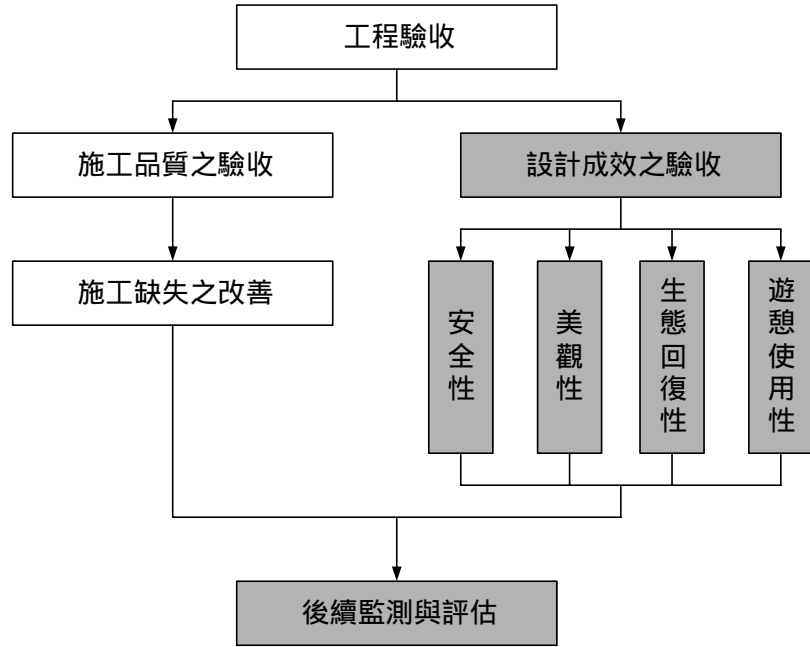 工程驗收
施工品質之驗收
設計成效之驗收
施工缺失之改善
安全性
美觀性
生態回復性
遊憩使用性
後續監測與評估